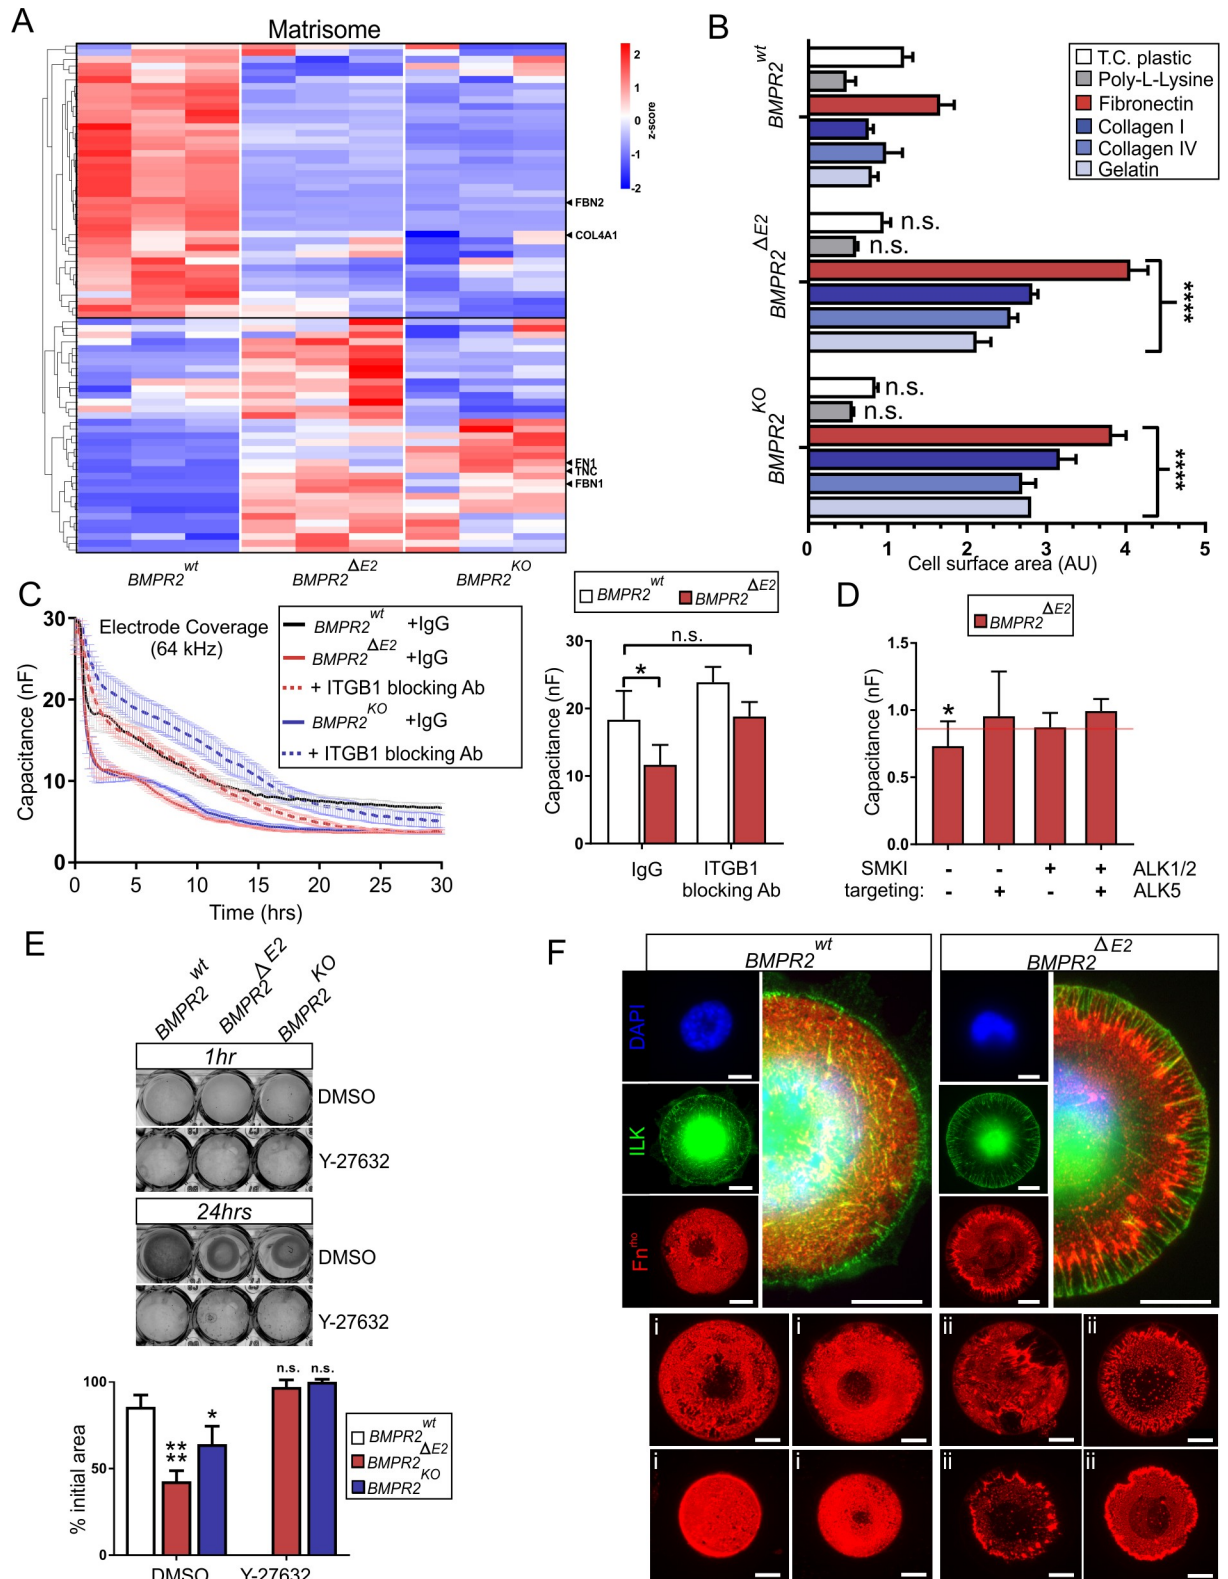 A
Matrisome
2
1
0
-1
-2
z-score
FBN2
COL4A1
FN1
TNC
FBN1
BMPR2wt
BMPR2ΔE2
BMPR2KO
B
BMPR2wt
BMPR2ΔE2
BMPR2KO
T.C. plastic
Poly-L-Lysine
Fibronectin
Collagen I
Collagen IV
Gelatin
n.s.
n.s.
****
n.s.
n.s.
****
0 1 2 3 4 5
Cell surface area (AU)
C
Electrode Coverage
(64 kHz)
BMPR2wt +IgG
BMPR2ΔE2 +IgG
+ ITGB1 blocking Ab
BMPR2KO +IgG
+ ITGB1 blocking Ab
Capacitance (nF)
30
20
10
0
0 5 10 15 20 25 30
Time (hrs)
BMPR2wt BMPR2ΔE2
Capacitance (nF)
30
20
10
0
n.s.
*
IgG
ITGB1
blocking Ab
D
BMPR2ΔE2
Capacitance (nF)
1.5
1.0
0.5
0.0
*
SMKI - - + + ALK1/2
targeting: - + - + ALK5
E
BMPR2wt
BMPR2ΔE2
BMPR2KO
1hr
DMSO
Y-27632
24hrs
DMSO
Y-27632
% initial area
100
50
0
**
**
*
n.s. n.s.
DMSO Y-27632
BMPR2wt
BMPR2ΔE2
BMPR2KO
F
BMPR2wt
BMPR2ΔE2
DAPI
ILK
Fnrho
i i ii ii
i i ii ii